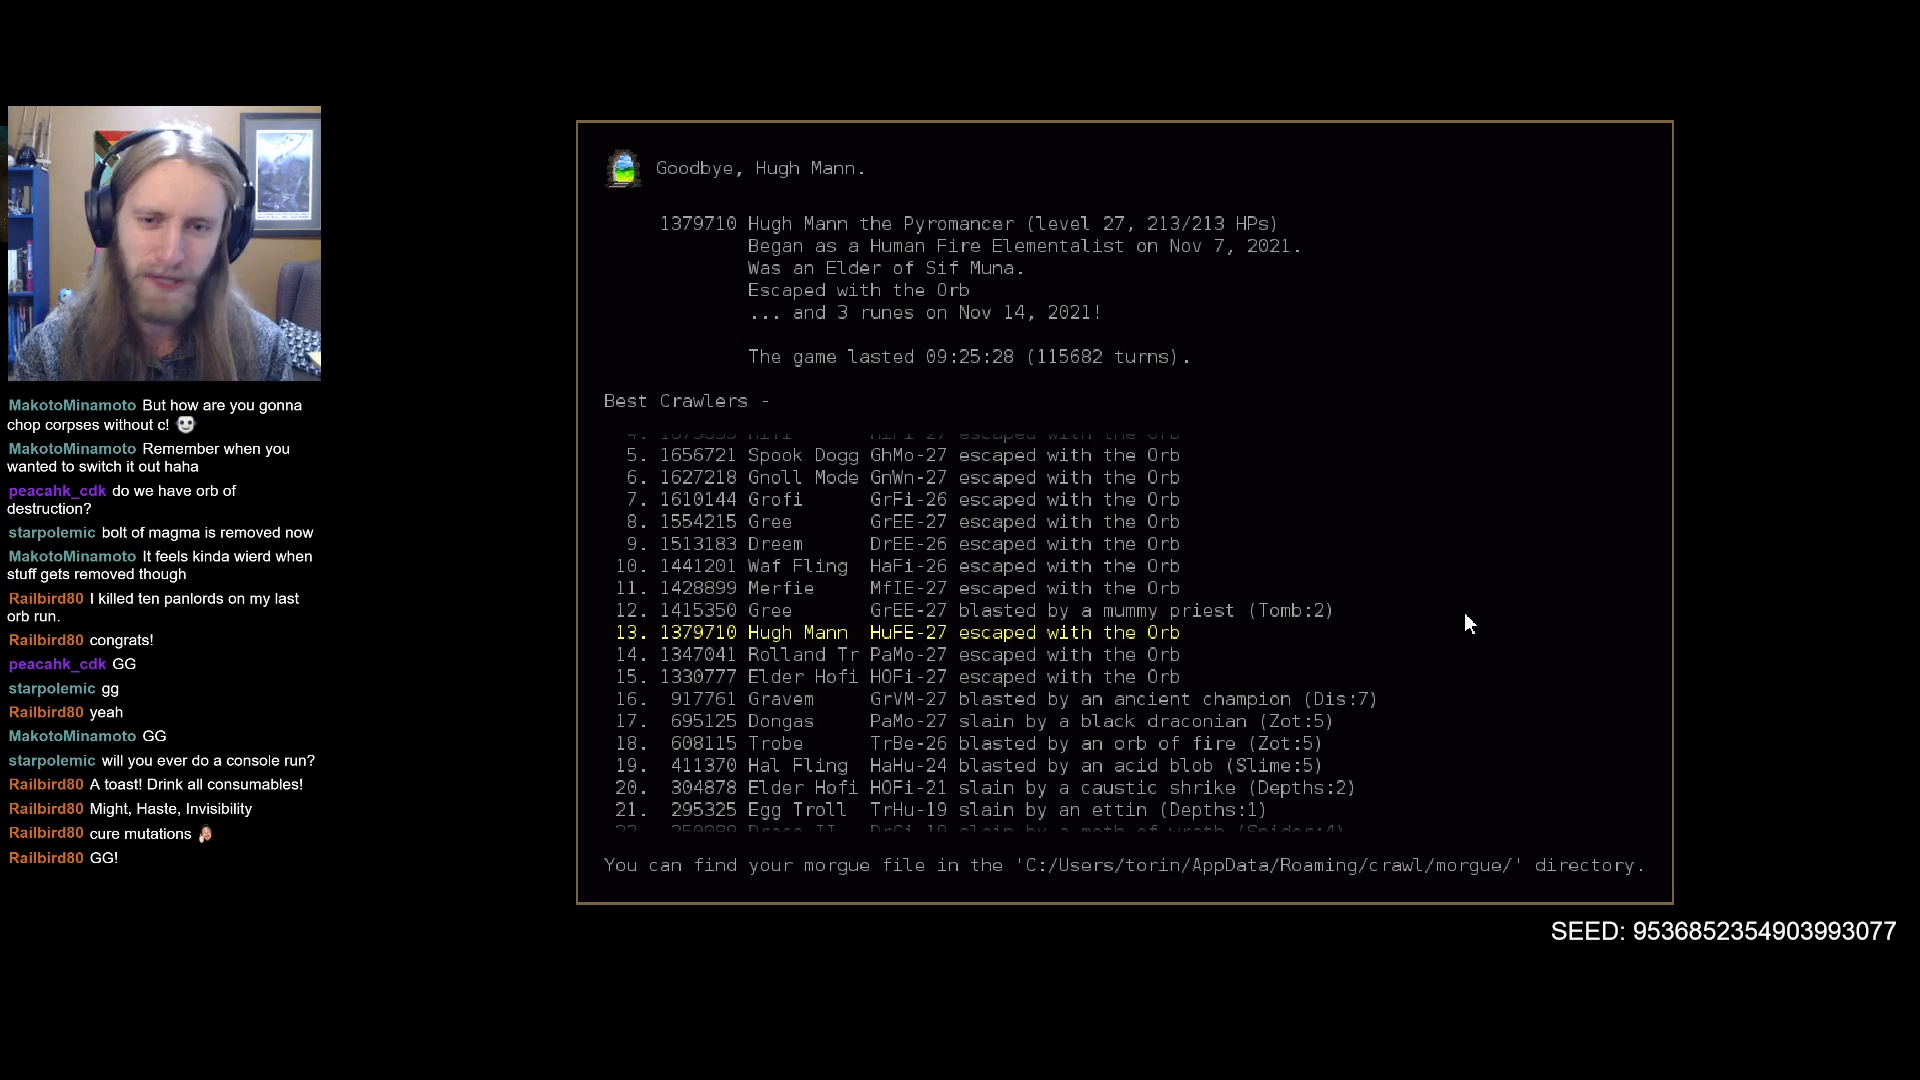 MakotoMinamoto But how are you gonna
chop corpses without c!
MakotoMinamoto Remember when you
wanted to switch it out haha
peacahk_cdk do we have orb of
destruction?
starpolemic bolt of magma is removed now
MakotoMinamoto It feels kinda wierd when
stuff gets removed though
Railbird80 I killed ten panlords on my last
orb run.
Railbird80 congrats!
peacahk_cdk GG
starpolemic gg
Railbird80 yeah
MakotoMinamoto GG
starpolemic will you ever do a console run?
Railbird80 A toast! Drink all consumables!
Railbird80 Might, Haste, Invisibility
Railbird80 cure mutations
Railbird80 GG!
Goodbye, Hugh Mann.
1379710 Hugh Mann the Pyromancer (level 27, 213/213 HPs)
Began as a Human Fire Elementalist on Nov 7, 2021.
Was an Elder of Sif Muna.
Escaped with the Orb
... and 3 runes on Nov 14, 2021!
The game lasted 09:25:28 (115682 turns).
Best Crawlers -
escaped with the Orb
5. 1656721 Spook Dogg GhMo-27 escaped with the Orb
6. 1627218 Gnoll Mode GnWn-27 escaped with the Orb
7. 1610144 Grofi GrFi-26 escaped with the Orb
8. 1554215 Gree GrEE-27 escaped with the Orb
9. 1513183 Dreem DrEE-26 escaped with the Orb
10. 1441201 Waf Fling HaFi-26 escaped with the Orb
11. 1428899 Merfie MfIE-27 escaped with the Orb
12. 1415350 Gree GrEE-27 blasted by a mummy priest (Tomb:2)
13. 1379710 Hugh Mann HuFE-27 escaped with the Orb
14. 1347041 Rolland Tr PaMo-27 escaped with the Orb
15. 1330777 Elder Hofi HOFi-27 escaped with the Orb
16. 917761 Gravem GrVM-27 blasted by an ancient champion (Dis:7)
17. 695125 Dongas PaMo-27 slain by a black draconian (Zot:5)
18. 608115 Trobe TrBe-26 blasted by an orb of fire (Zot:5)
19. 411370 Hal Fling HaHu-24 blasted by an acid blob (Slime:5)
20. 304878 Elder Hofi HOFi-21 slain by a caustic shrike (Depths:2)
21. 295325 Egg Troll TrHu-19 slain by an ettin (Depths:1)
slain by a moth of wrath (Spider:4)
You can find your morgue file in the 'C:/Users/torin/AppData/Roaming/crawl/morgue/' directory.
SEED: 9536852354903993077